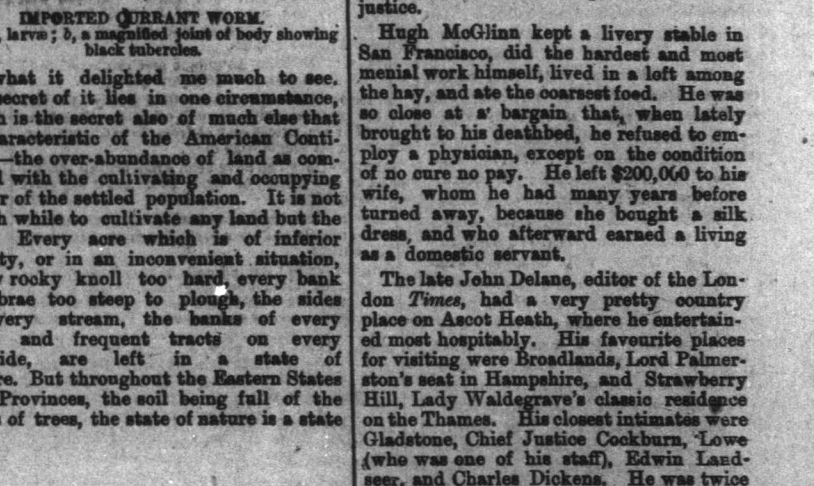 IMPORTED CURRANT WORM.
larvæ; b, a magnified joint of body showing
black tubercles.
what it delighted me much to see.
secret of it lies in one circumstance,
is the secret also of much else that
aracteristic of the American Conti-
—the over-abundance of land as com-
with the cultivating and occupying
r of the settled population. It is not
h while to cultivate any land but the
Every acre which is of inferior
ty, or in an inconvenient situation,
rocky knoll too hard, every bank
brae too steep to plough, the sides
very stream, the banks of every
and frequent tracts on every
ide, are left in a state of
re. But throughout the Eastern States
Provinces, the soil being full of the
of trees, the state of nature is a state
justice.
Hugh McGlinn kept a livery stable in
San Francisco, did the hardest and most
menial work himself, lived in a loft among
the hay, and ate the coarsest food. He was
so close at a bargain that, when lately
brought to his deathbed, he refused to em-
ploy a physician, except on the condition
of no cure no pay. He left $200,000 to his
wife, whom he had many years before
turned away, because she bought a silk
dress, and who afterward earned a living
as a domestic servant.
The late John Delane, editor of the Lon-
don Times, had a very pretty country
place on Ascot Heath, where he entertain-
ed most hospitably. His favourite places
for visiting were Broadlands, Lord Palmer-
ston's seat in Hampshire, and Strawberry
Hill, Lady Waldegrave's classic residence
on the Thames. His closest intimates were
Gladstone, Chief Justice Cockburn, Lowe
(who was one of his staff), Edwin Land-
seer, and Charles Dickens. He was twice